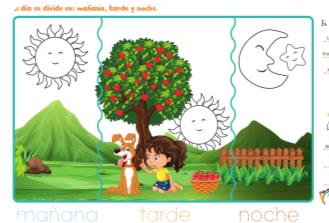 día se divide en: mañana, tarde y noche.
mañana tarde noche